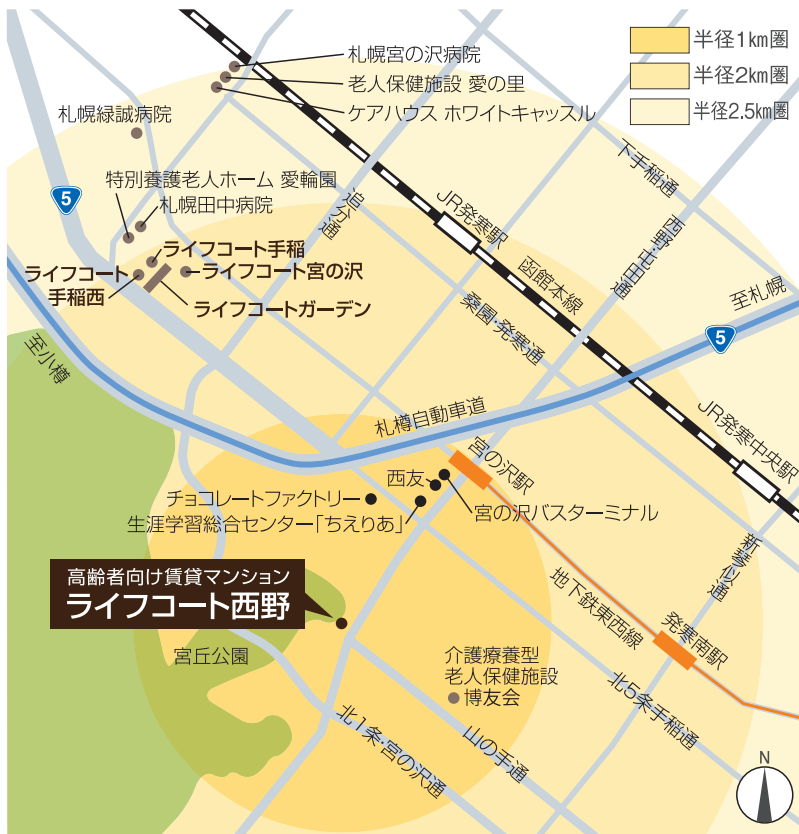 半径1km圏
半径2km圏
半径2.5km圏
札幌宮の沢病院
老人保健施設 愛の里
ケアハウス ホワイトキャッスル
札幌緑誠病院
特別養護老人ホーム 愛輪園
札幌田中病院
5
追分通
下手稲通
JR発寒駅
西野・屯田通
函館本線
ライフコート手稲
ライフコート宮の沢
ライフコート
手稲西
ライフコートガーデン
桑園・発寒通
至札幌
5
至小樽
札樽自動車道
JR発寒中央駅
宮の沢駅
西友
チョコレートファクトリー
宮の沢バスターミナル
生涯学習総合センター「ちえりあ」
新琴似通
高齢者向け賃貸マンション
ライフコート西野
地下鉄東西線
発寒南駅
宮丘公園
介護療養型
老人保健施設
博友会
北5条手稲通
北1条・宮の沢通
山の手通
N